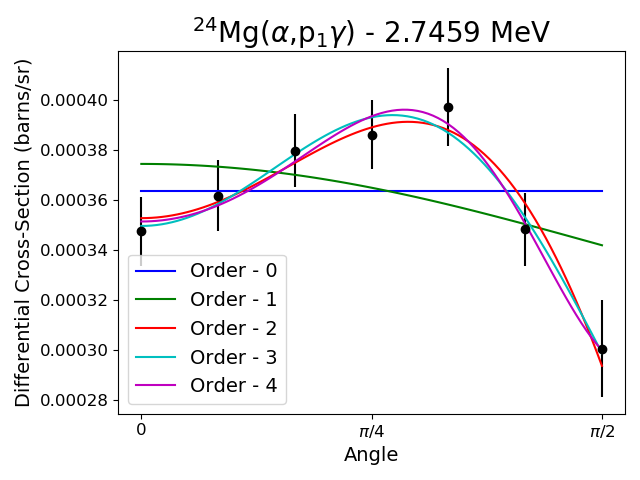 ²⁴Mg(α,p₁γ) - 2.7459 MeV
Differential Cross-Section (barns/sr)
0.00040
0.00038
0.00036
0.00034
0.00032
0.00030
0.00028
Order - 0
Order - 1
Order - 2
Order - 3
Order - 4
0
π/4
π/2
Angle